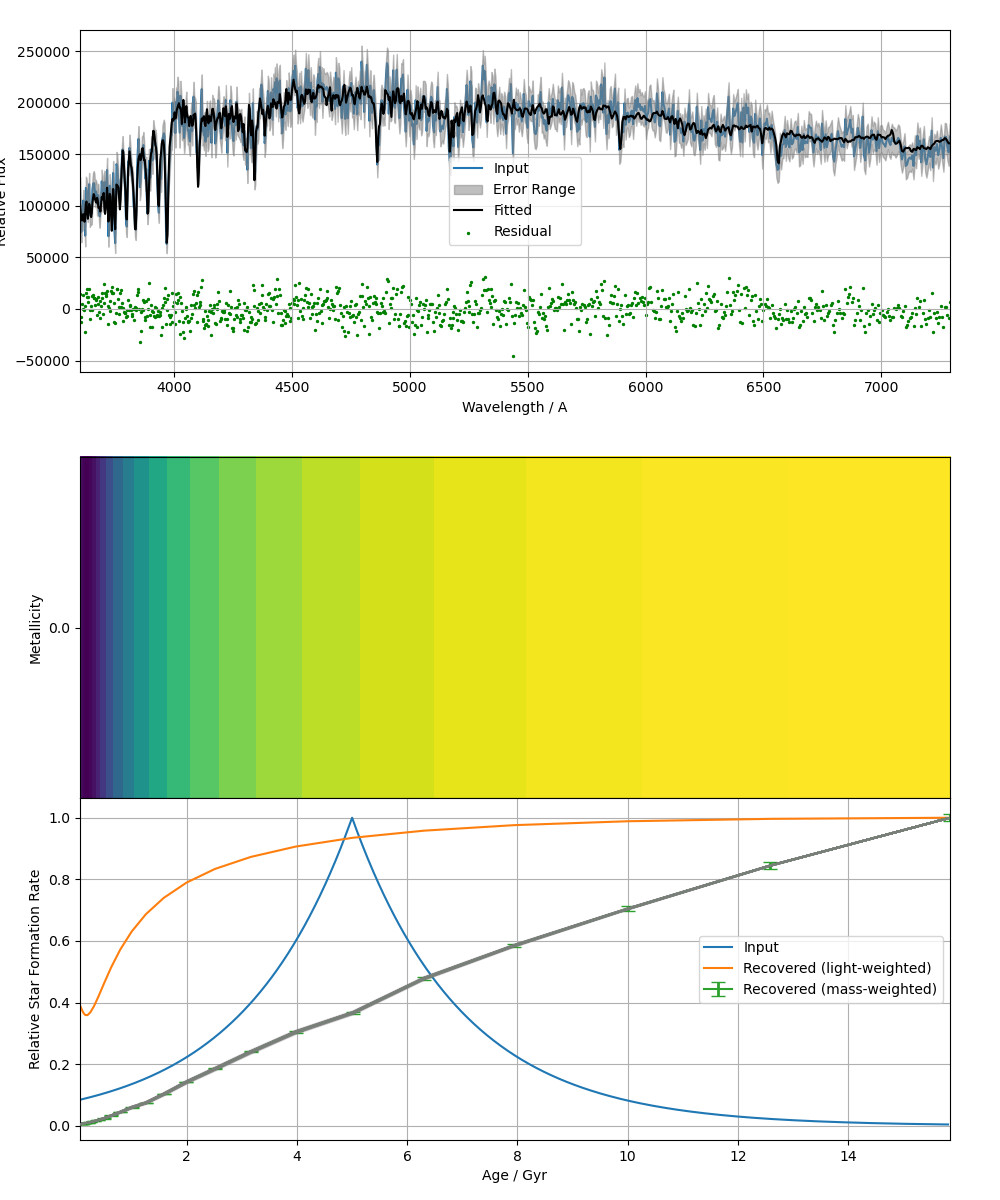 250000
200000
150000
100000
50000
0
−50000
Relative Flux
Input
Error Range
Fitted
Residual
4000 4500 5000 5500 6000 6500 7000
Wavelength / A
Metallicity
0.0
1.0
0.8
0.6
0.4
0.2
0.0
Relative Star Formation Rate
Input
Recovered (light-weighted)
Recovered (mass-weighted)
2 4 6 8 10 12 14
Age / Gyr